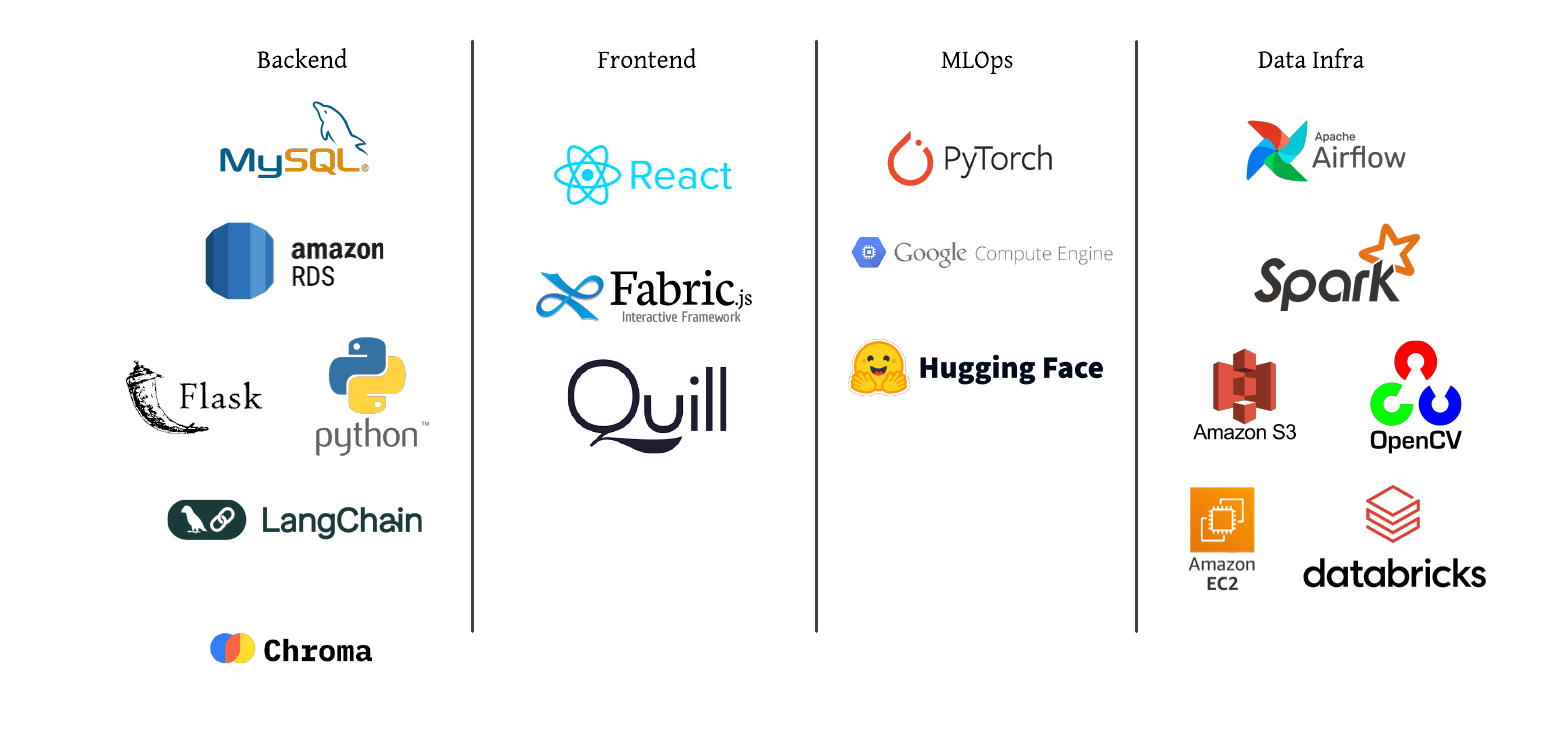 Backend
MySQL®
amazon
RDS
Flask
python™
LangChain
Chroma
Frontend
React
Fabric.js
Interactive Framework
Quill
MLOps
PyTorch
Google Compute Engine
Hugging Face
Data Infra
Apache
Airflow
Spark
Amazon S3
OpenCV
Amazon
EC2
databricks